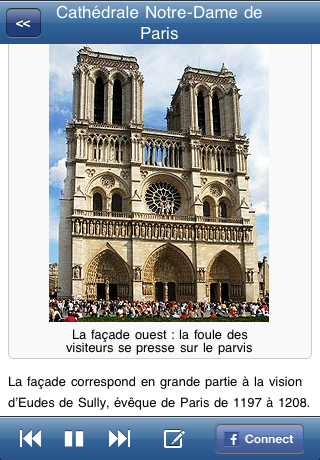 <<
Cathédrale Notre-Dame de
Paris
La façade ouest : la foule des
visiteurs se presse sur le parvis
La façade correspond en grande partie à la vision
d'Eudes de Sully, évêque de Paris de 1197 à 1208.
f Connect